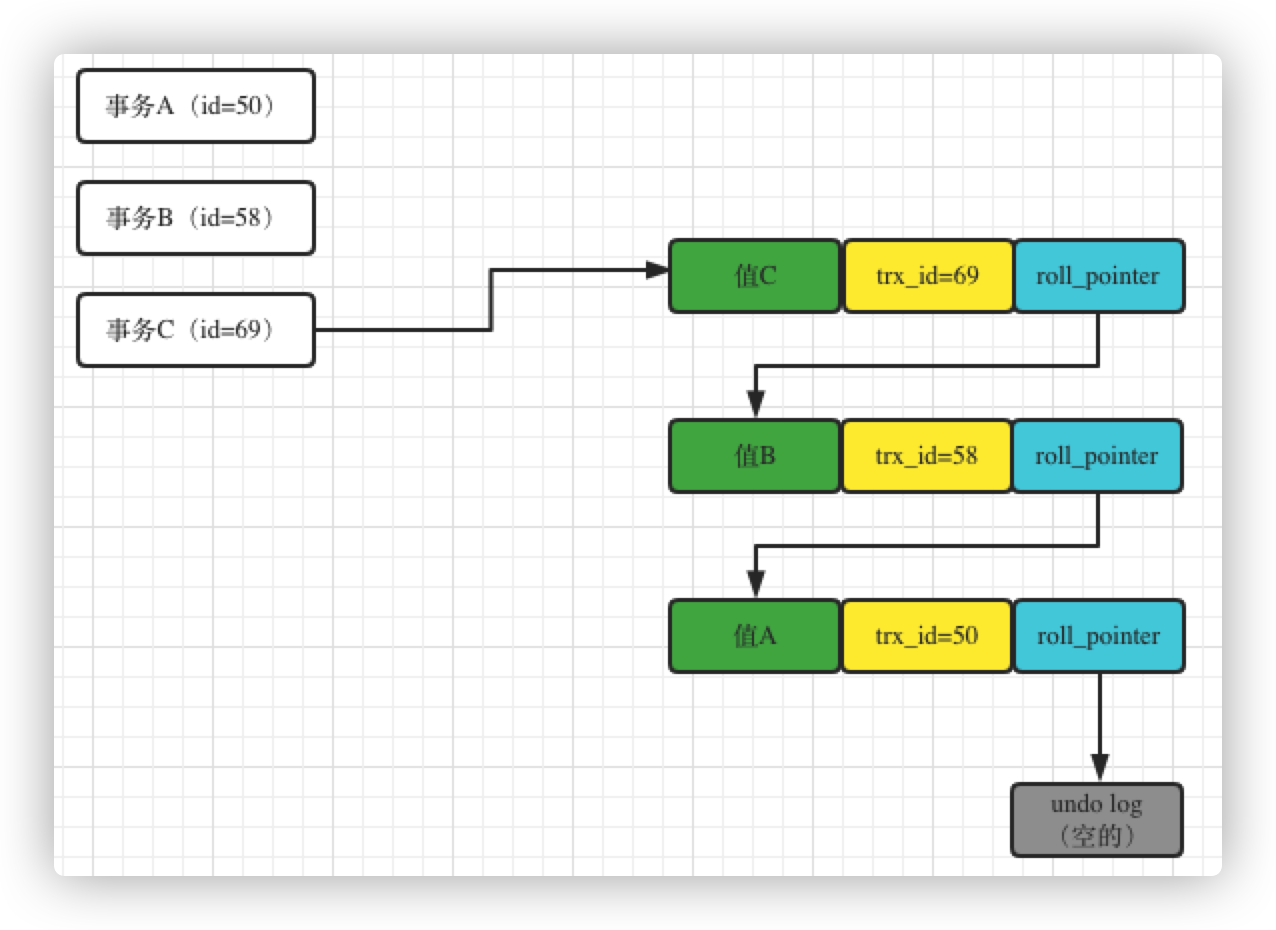 事务A（id=50）
事务B（id=58）
事务C（id=69）
值C
trx_id=69
roll_pointer
值B
trx_id=58
roll_pointer
值A
trx_id=50
roll_pointer
undo log
（空的）